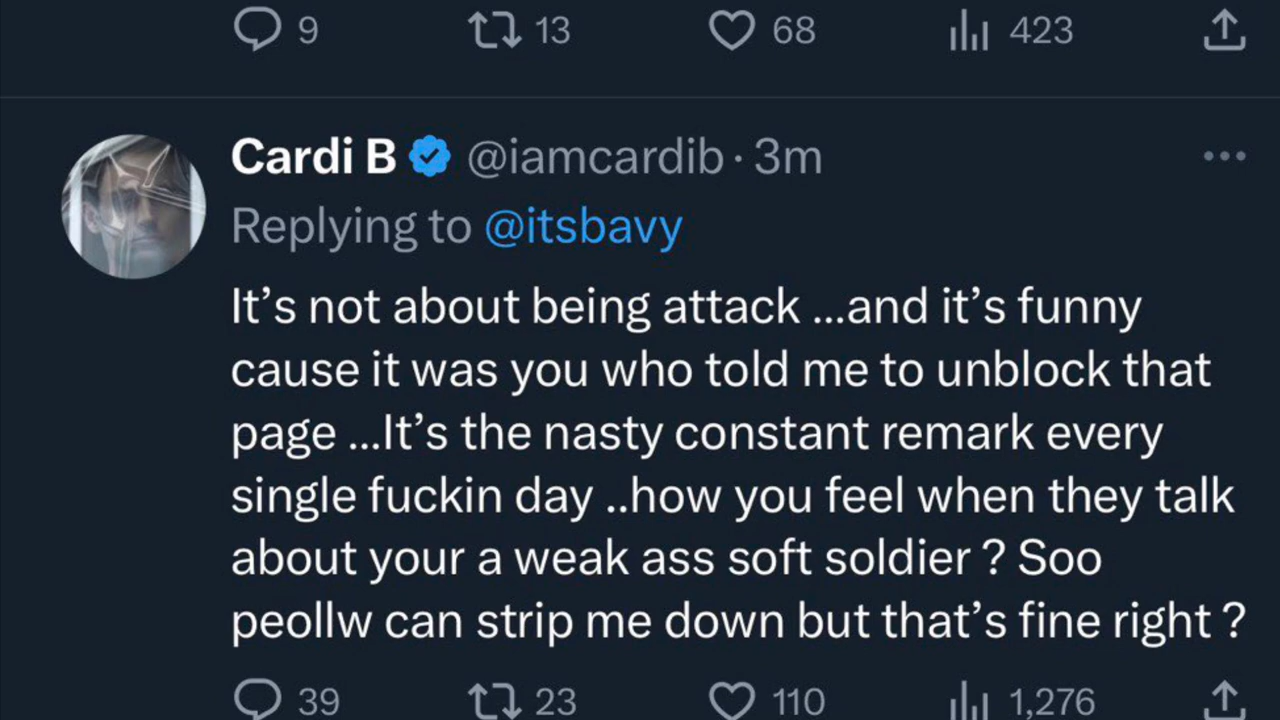 9 13 68 423
Cardi B @iamcardib · 3m
Replying to @itsbavy
It’s not about being attack ...and it’s funny
cause it was you who told me to unblock that
page ...It’s the nasty constant remark every
single fuckin day ..how you feel when they talk
about your a weak ass soft soldier ? Soo
peollw can strip me down but that’s fine right ?
39 23 110 1,276